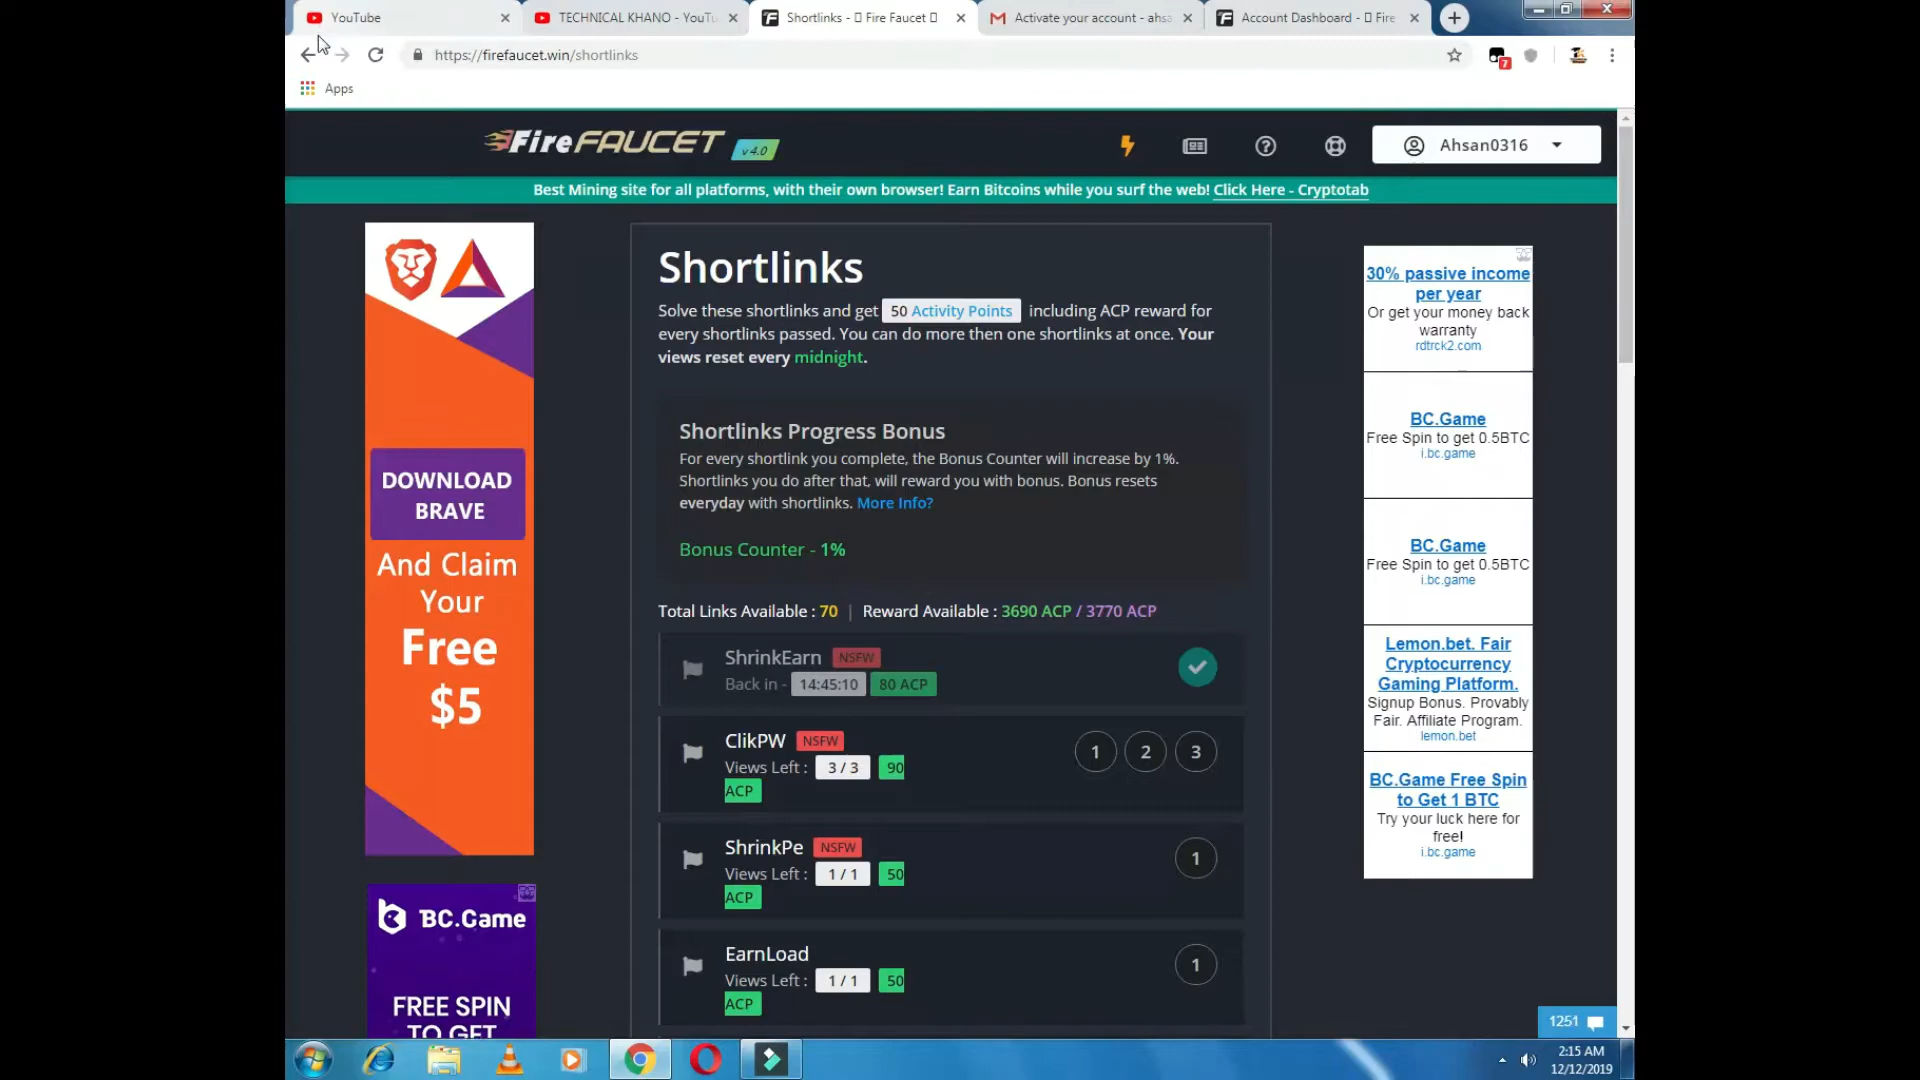 YouTube
TECHNICAL KHANO - YouTu
Shortlinks - Fire Faucet
Activate your account - ahsa
Account Dashboard - Fire
https://firefaucet.win/shortlinks
7
Apps
Fire FAUCET v 4.0
Ahsan0316
Best Mining site for all platforms, with their own browser! Earn Bitcoins while you surf the web! Click Here - Cryptotab
DOWNLOAD
BRAVE
And Claim
Your
Free
$5
BC.Game
FREE SPIN
TO GET
Shortlinks
Solve these shortlinks and get 50 Activity Points including ACP reward for
every shortlinks passed. You can do more then one shortlinks at once. Your
views reset every midnight.
Shortlinks Progress Bonus
For every shortlink you complete, the Bonus Counter will increase by 1%.
Shortlinks you do after that, will reward you with bonus. Bonus resets
everyday with shortlinks. More Info?
Bonus Counter - 1%
Total Links Available : 70 | Reward Available : 3690 ACP / 3770 ACP
ShrinkEarn NSFW
Back in - 14:45:10 80 ACP
ClikPW NSFW
1 2 3
Views Left : 3 / 3 90
ACP
ShrinkPe NSFW
1
Views Left : 1 / 1 50
ACP
EarnLoad
1
Views Left : 1 / 1 50
ACP
30% passive income
per year
Or get your money back
warranty
rdtrck2.com
BC.Game
Free Spin to get 0.5BTC
i.bc.game
BC.Game
Free Spin to get 0.5BTC
i.bc.game
Lemon.bet. Fair
Cryptocurrency
Gaming Platform.
Signup Bonus. Provably
Fair. Affiliate Program.
lemon.bet
BC.Game Free Spin
to Get 1 BTC
Try your luck here for
free!
i.bc.game
1251
2:15 AM
12/12/2019